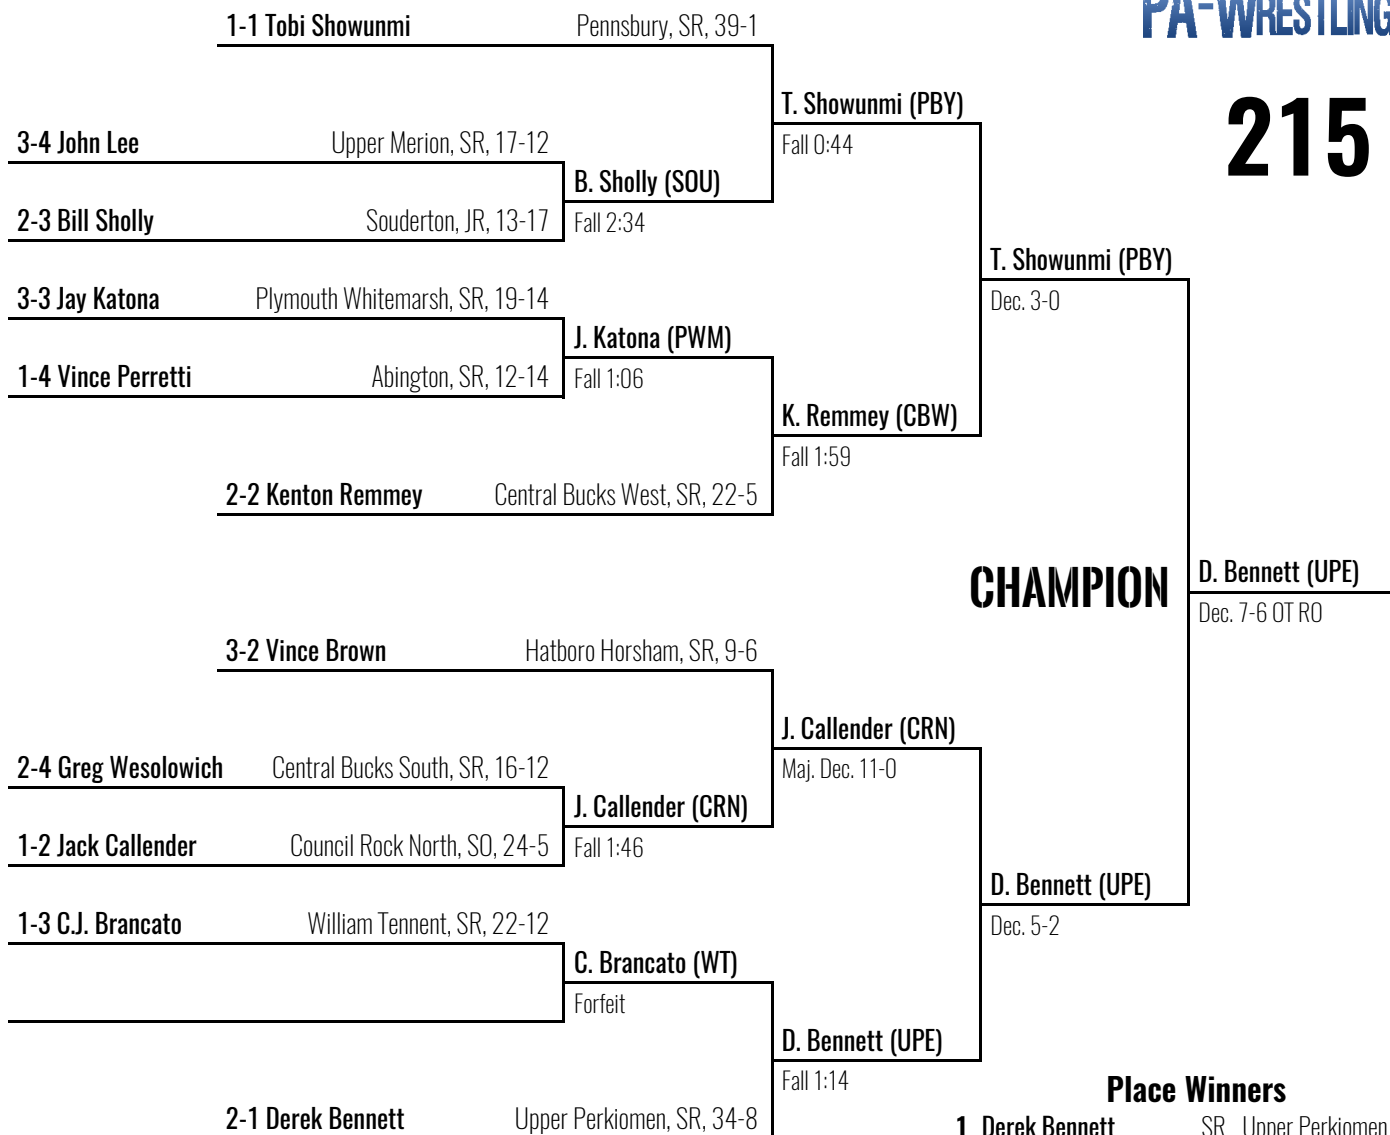 1-1 Tobi Showunmi Pennsbury, SR, 39-1
PA-WRESTLING
T. Showunmi (PBY)
215
3-4 John Lee Upper Merion, SR, 17-12
Fall 0:44
B. Sholly (SOU)
2-3 Bill Sholly Souderton, JR, 13-17
Fall 2:34
T. Showunmi (PBY)
3-3 Jay Katona Plymouth Whitemarsh, SR, 19-14
Dec. 3-0
J. Katona (PWM)
1-4 Vince Perretti Abington, SR, 12-14
Fall 1:06
K. Remmey (CBW)
Fall 1:59
2-2 Kenton Remmey Central Bucks West, SR, 22-5
CHAMPION
D. Bennett (UPE)
Dec. 7-6 OT RO
3-2 Vince Brown Hatboro Horsham, SR, 9-6
J. Callender (CRN)
2-4 Greg Wesolowich Central Bucks South, SR, 16-12
Maj. Dec. 11-0
J. Callender (CRN)
1-2 Jack Callender Council Rock North, SO, 24-5
Fall 1:46
D. Bennett (UPE)
1-3 C.J. Brancato William Tennent, SR, 22-12
Dec. 5-2
C. Brancato (WT)
Forfeit
D. Bennett (UPE)
Fall 1:14
Place Winners
2-1 Derek Bennett Upper Perkiomen, SR, 34-8
1 Derek Bennett SR Upper Perkiomen